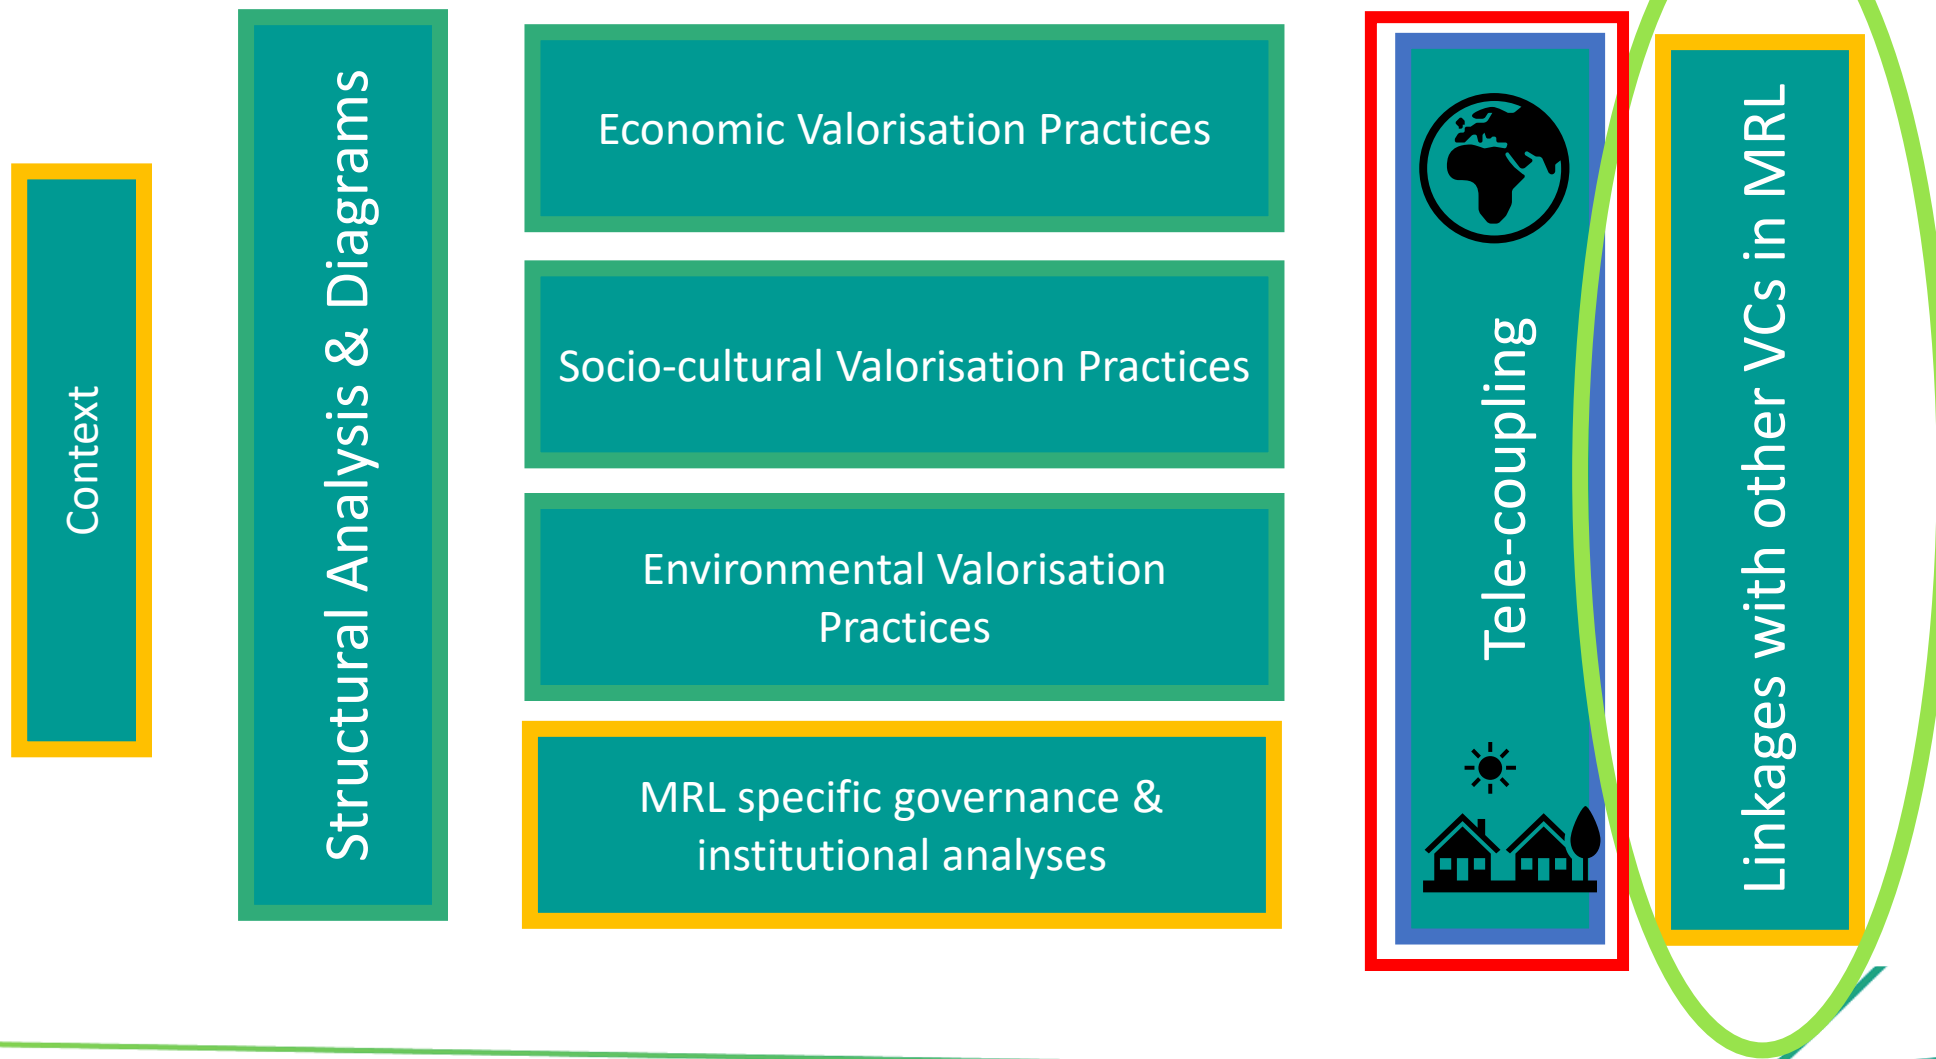 Context
Structural Analysis & Diagrams
Economic Valorisation Practices
Socio-cultural Valorisation Practices
Environmental Valorisation
Practices
MRL specific governance &
institutional analyses
Tele-coupling
Linkages with other VCs in MRL